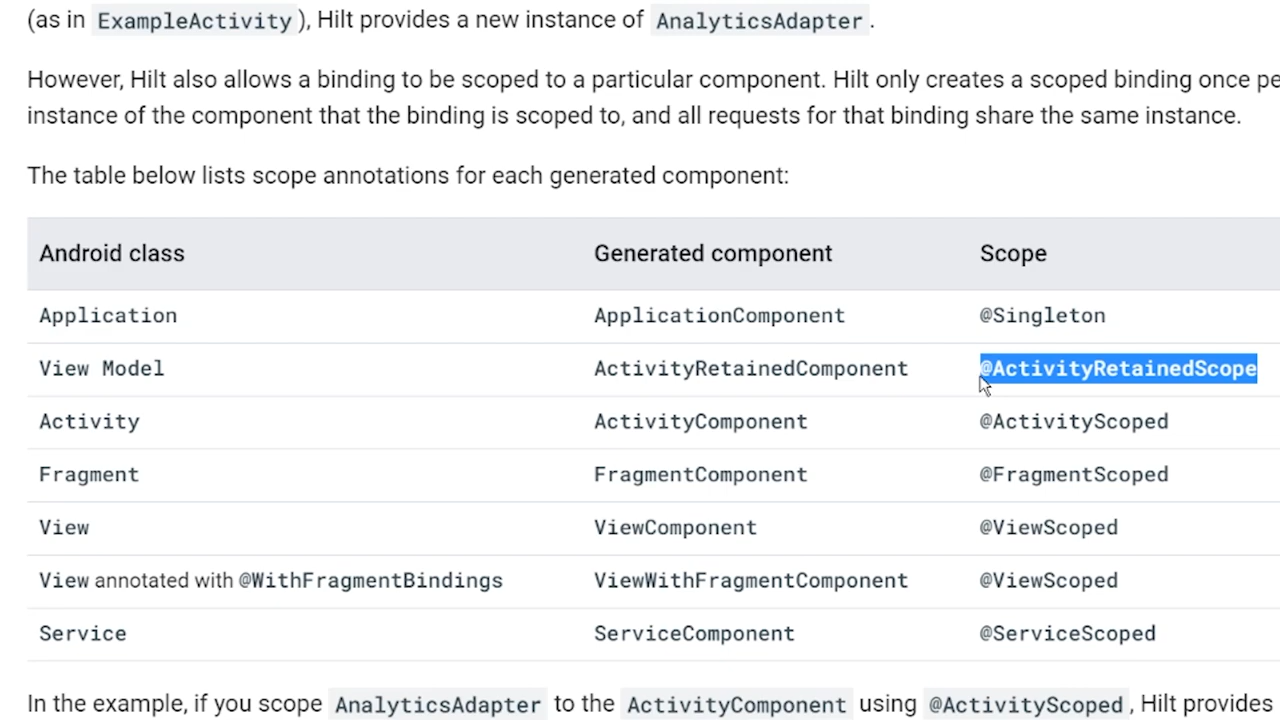 (as in ExampleActivity), Hilt provides a new instance of AnalyticsAdapter.
However, Hilt also allows a binding to be scoped to a particular component. Hilt only creates a scoped binding once pe
instance of the component that the binding is scoped to, and all requests for that binding share the same instance.
The table below lists scope annotations for each generated component:
Android class Generated component Scope
Application ApplicationComponent @Singleton
View Model ActivityRetainedComponent @ActivityRetainedScope
Activity ActivityComponent @ActivityScoped
Fragment FragmentComponent @FragmentScoped
View ViewComponent @ViewScoped
View annotated with @WithFragmentBindings ViewWithFragmentComponent @ViewScoped
Service ServiceComponent @ServiceScoped
In the example, if you scope AnalyticsAdapter to the ActivityComponent using @ActivityScoped, Hilt provides